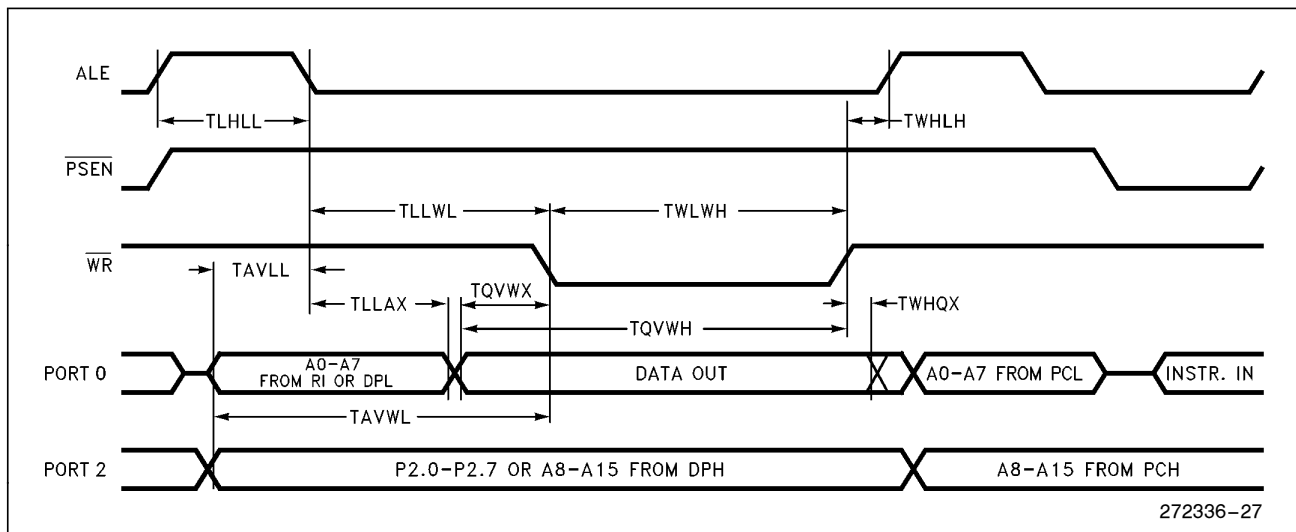 ALE
TLHLL
TWHLH
PSEN
TLLWL
TWLWH
WR
TAVLL
TLLAX
TQVWX
TWHQX
TQVWH
PORT 0
A0-A7
FROM RI OR DPL
DATA OUT
A0-A7 FROM PCL
INSTR. IN
TAVWL
PORT 2
P2.0-P2.7 OR A8-A15 FROM DPH
A8-A15 FROM PCH
272336-27